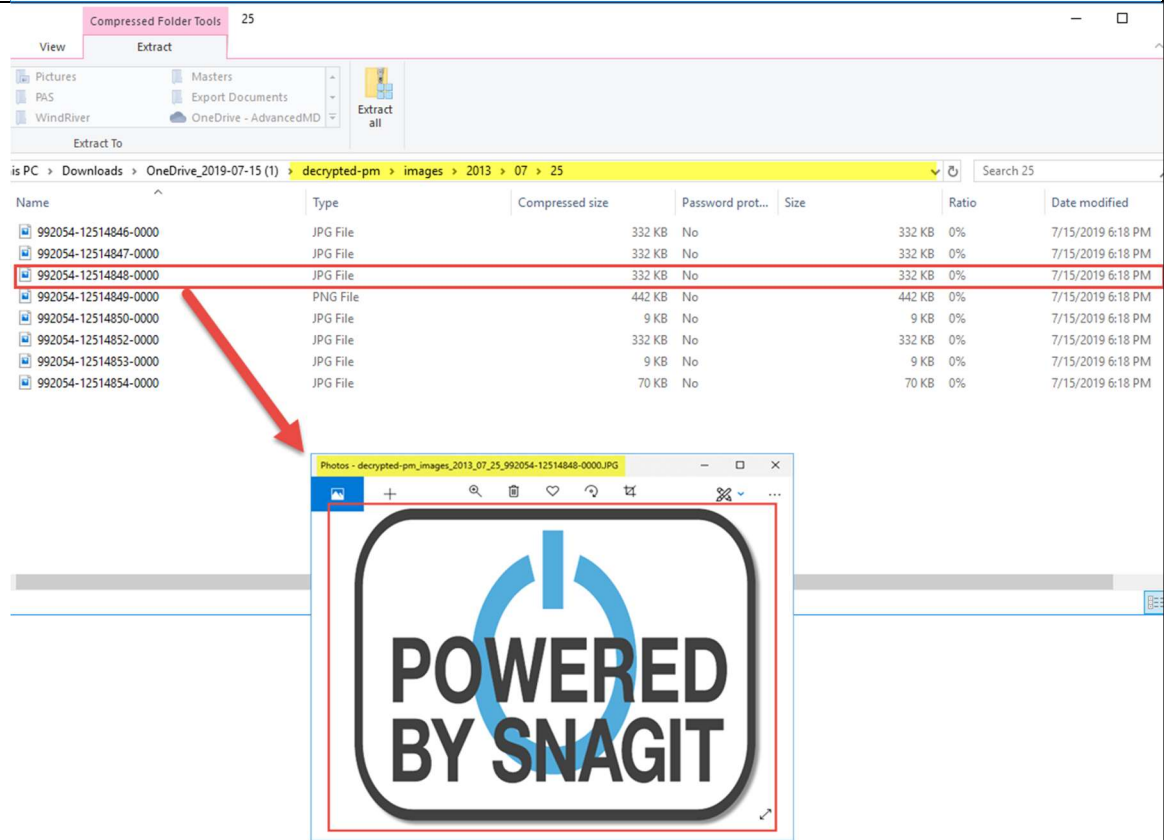 Compressed Folder Tools 25
View Extract
Pictures Masters
PAS Export Documents
WindRiver OneDrive - AdvancedMD
Extract all
Extract To
is PC > Downloads > OneDrive_2019-07-15 (1) > decrypted-pm > images > 2013 > 07 > 25 Search 25
Name Type Compressed size Password prot... Size Ratio Date modified
992054-12514846-0000 JPG File 332 KB No 332 KB 0% 7/15/2019 6:18 PM
992054-12514847-0000 JPG File 332 KB No 332 KB 0% 7/15/2019 6:18 PM
992054-12514848-0000 JPG File 332 KB No 332 KB 0% 7/15/2019 6:18 PM
992054-12514849-0000 PNG File 442 KB No 442 KB 0% 7/15/2019 6:18 PM
992054-12514850-0000 JPG File 9 KB No 9 KB 0% 7/15/2019 6:18 PM
992054-12514852-0000 JPG File 332 KB No 332 KB 0% 7/15/2019 6:18 PM
992054-12514853-0000 JPG File 9 KB No 9 KB 0% 7/15/2019 6:18 PM
992054-12514854-0000 JPG File 70 KB No 70 KB 0% 7/15/2019 6:18 PM
Photos - decrypted-pm_images_2013_07_25_992054-12514848-0000.JPG
POWERED
BY SNAGIT